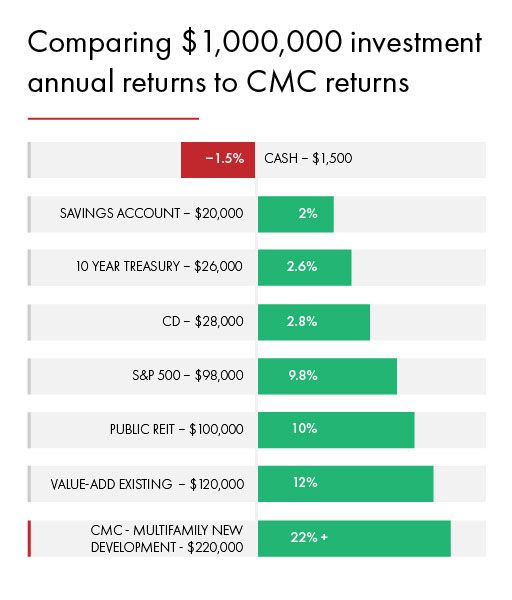 Comparing $1,000,000 investment
annual returns to CMC returns
–1.5% CASH – $1,500
SAVINGS ACCOUNT – $20,000 2%
10 YEAR TREASURY – $26,000 2.6%
CD – $28,000 2.8%
S&P 500 – $98,000 9.8%
PUBLIC REIT – $100,000 10%
VALUE-ADD EXISTING – $120,000 12%
CMC - MULTIFAMILY NEW
DEVELOPMENT - $220,000 22% +